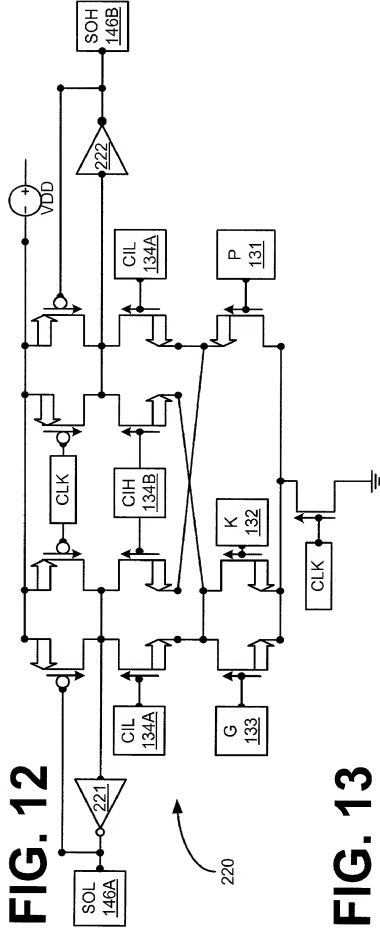 FIG. 12
SOH
146B
VDD
- +
222
CLK
CIL
134A
CIH
134B
CIL
134A
P
131
K
132
G
133
CLK
221
SOL
146A
220
FIG. 13